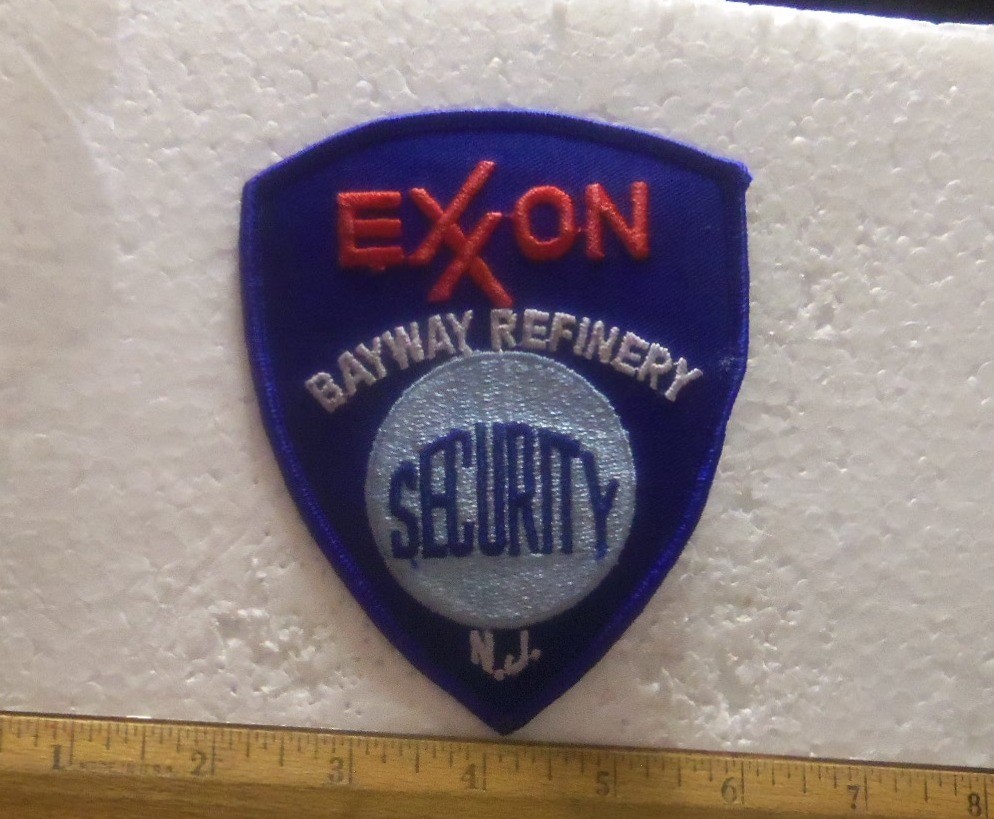 EXXON
BAYWAY REFINERY
SECURITY
N.J.
1 2 3 4 5 6 7 8